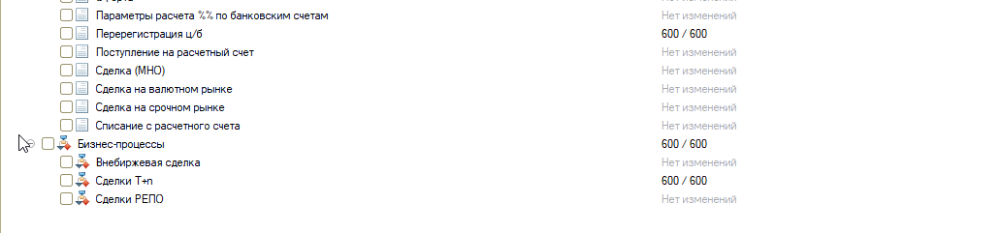 Параметры расчета %% по банковским счетам Нет изменений
Перерегистрация ц/б 600 / 600
Поступление на расчетный счет Нет изменений
Сделка (МНО) Нет изменений
Сделка на валютном рынке Нет изменений
Сделка на срочном рынке Нет изменений
Списание с расчетного счета Нет изменений
Бизнес-процессы 600 / 600
Внебиржевая сделка Нет изменений
Сделки Т+n 600 / 600
Сделки РЕПО Нет изменений